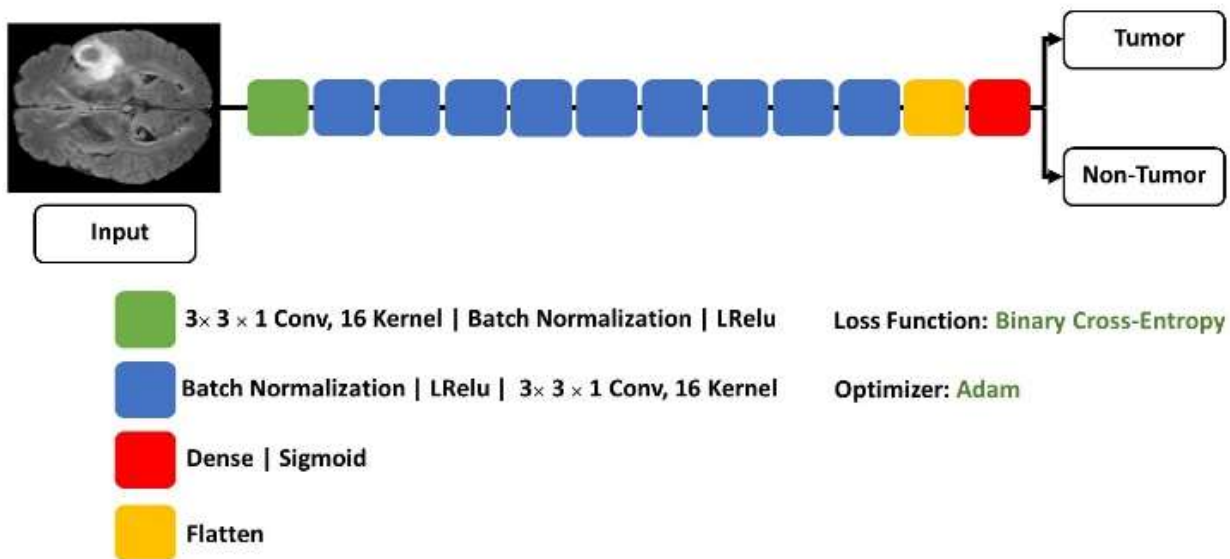 Tumor
Non-Tumor
Input
3× 3 × 1 Conv, 16 Kernel | Batch Normalization | LRelu
Loss Function: Binary Cross-Entropy
Batch Normalization | LRelu | 3× 3 × 1 Conv, 16 Kernel
Optimizer: Adam
Dense | Sigmoid
Flatten